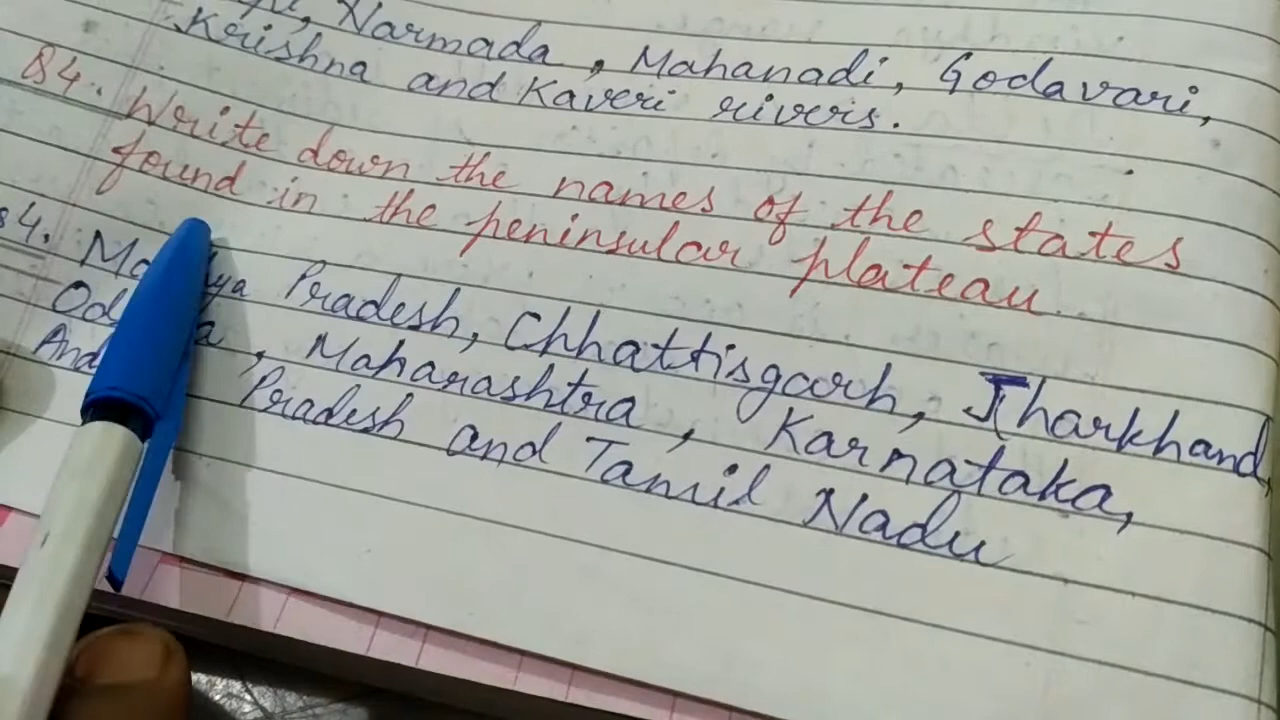 Narmada, Mahanadi, Godavari,
Krishna and Kaveri rivers.
84. Write down the names of the states
found in the peninsular plateau.
84. Pradesh, Chhattisgarh, Jharkhand,
, Maharashtra, Karnataka,
Pradesh and Tamil Nadu